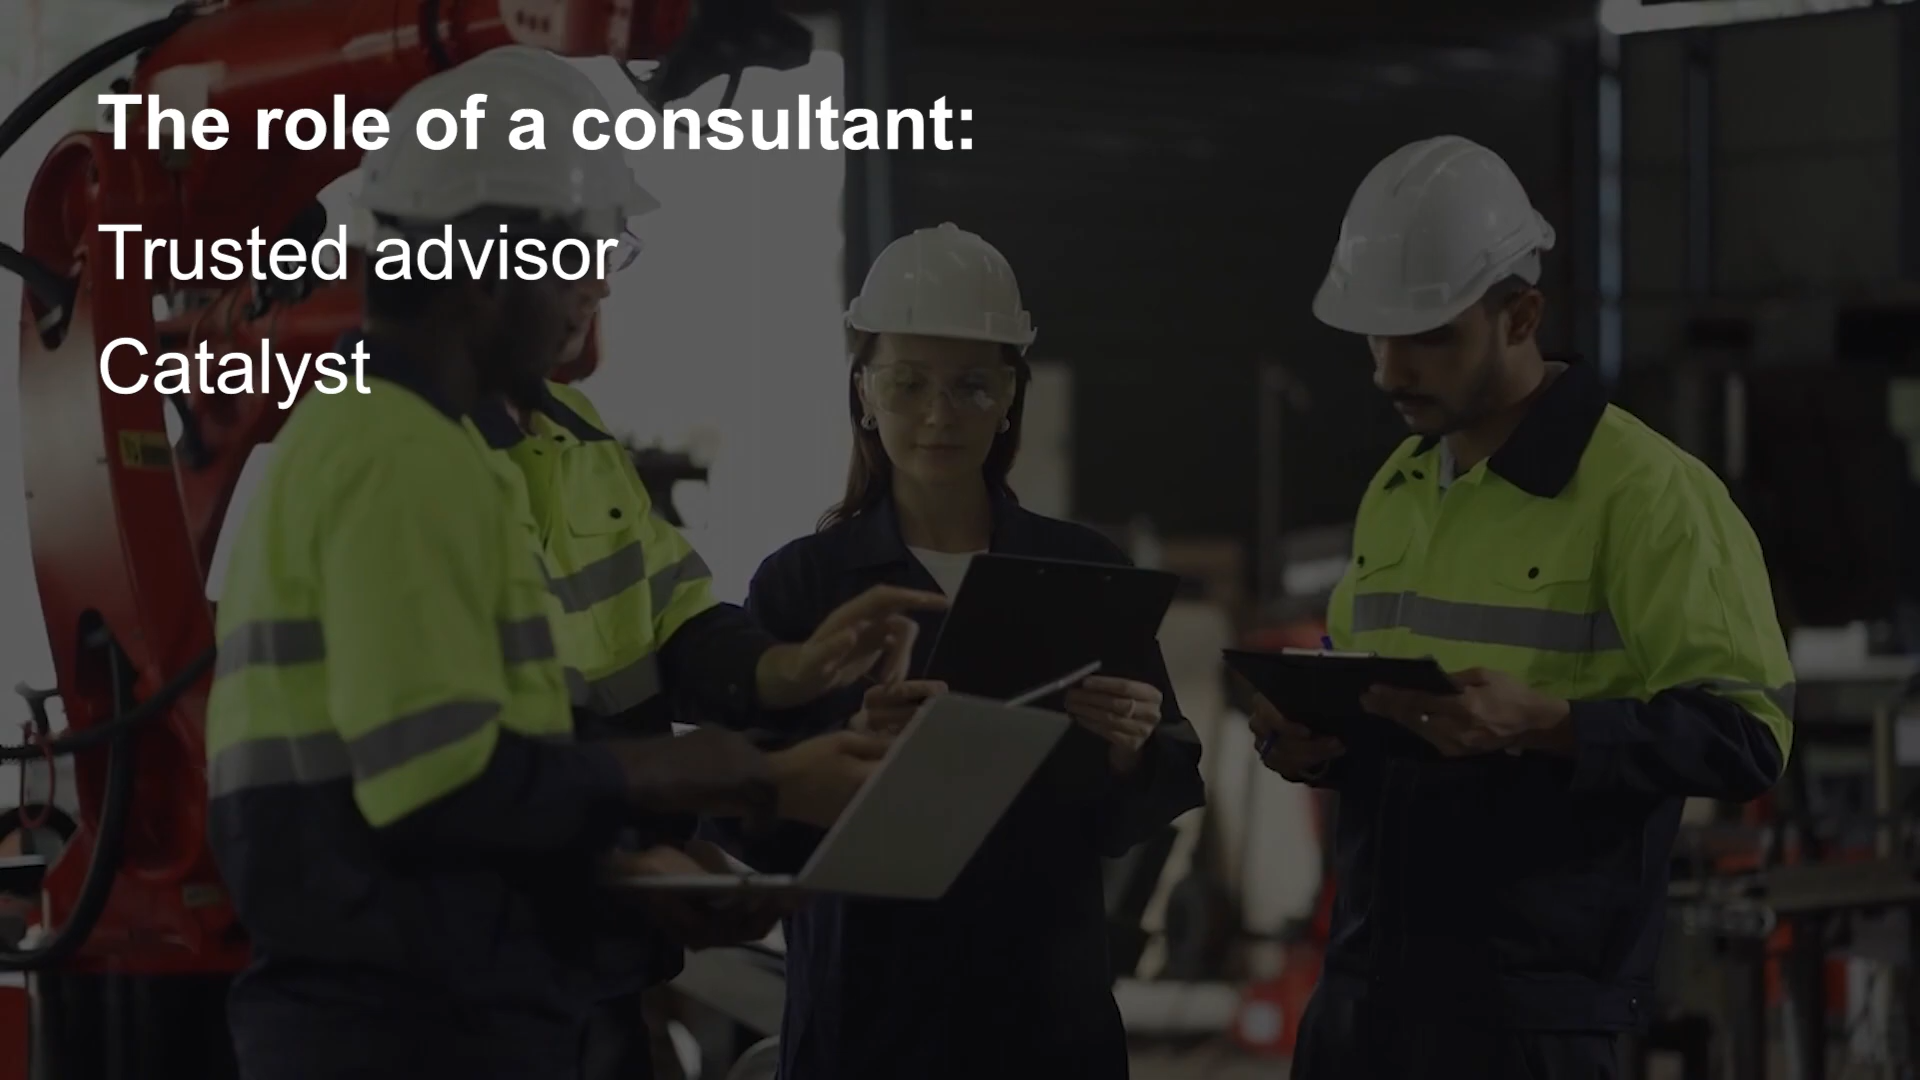 The role of a consultant:
Trusted advisor
Catalyst